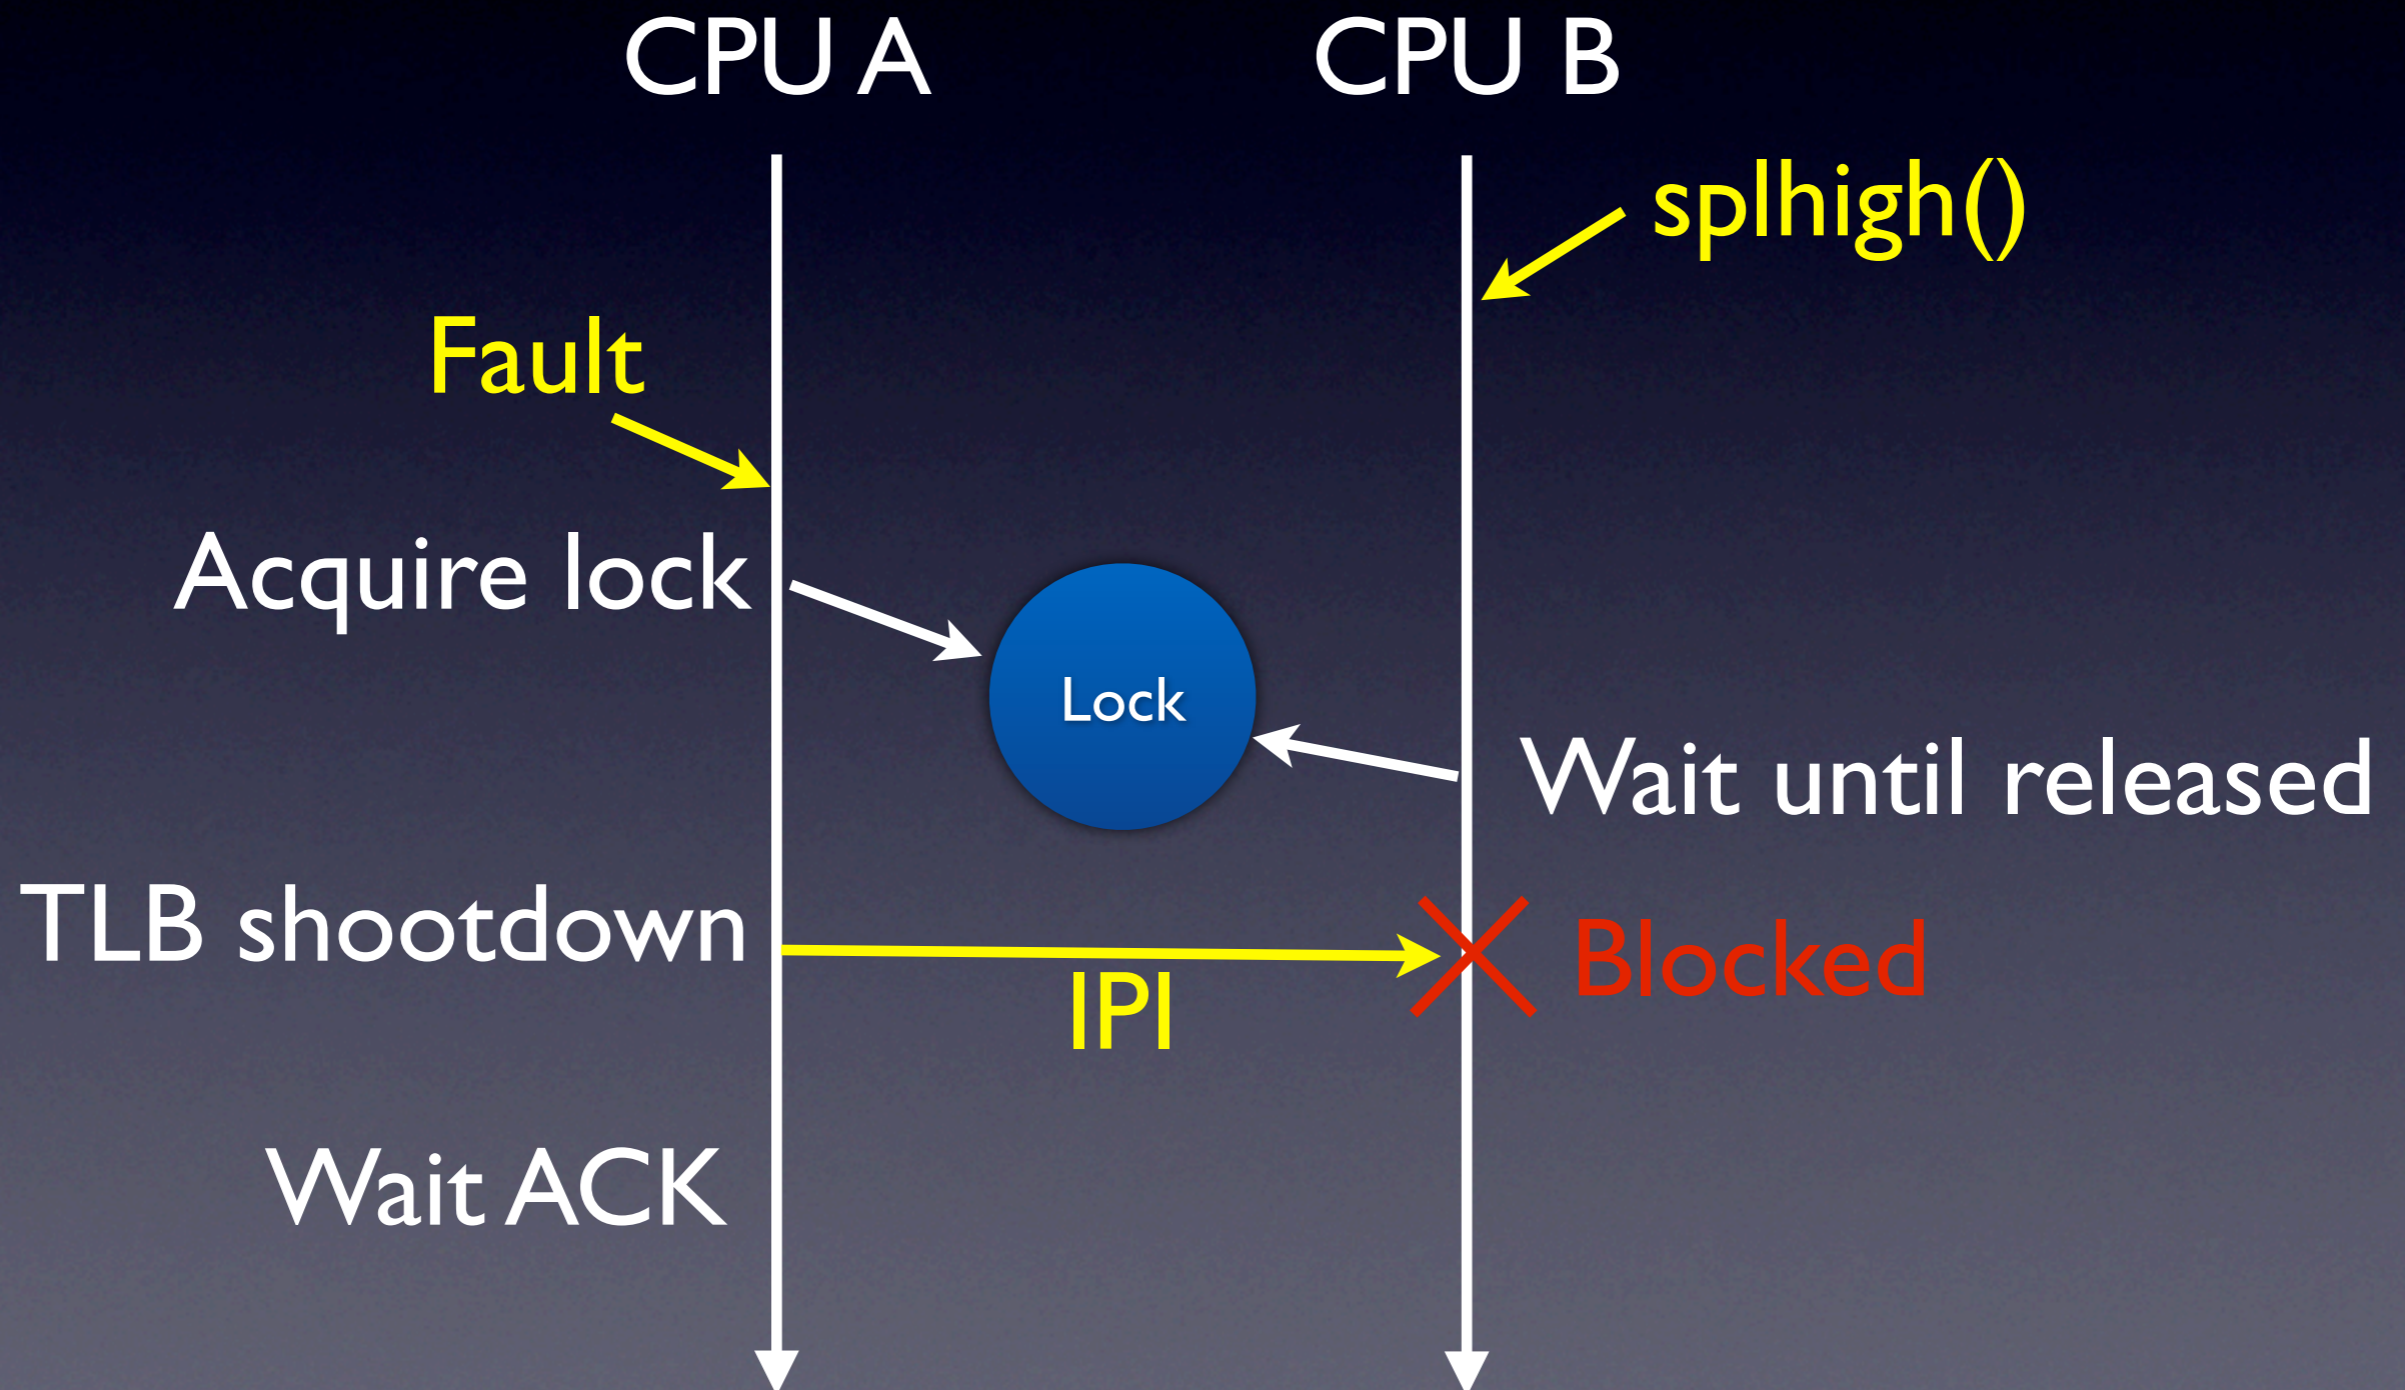 CPU A
CPU B
splhigh()
Fault
Acquire lock
Lock
Wait until released
TLB shootdown
Blocked
IPI
Wait ACK